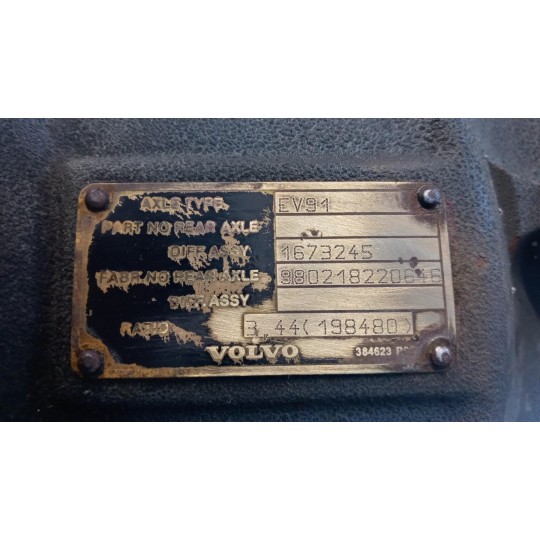 AXLE TYPE EV91
PART NO REAR AXLE
DIFF.ASSY 1673245
FABR.NO REAR AXLE 980218220646
DIFF.ASSY
RATIO 3,44(198480)
VOLVO 384623